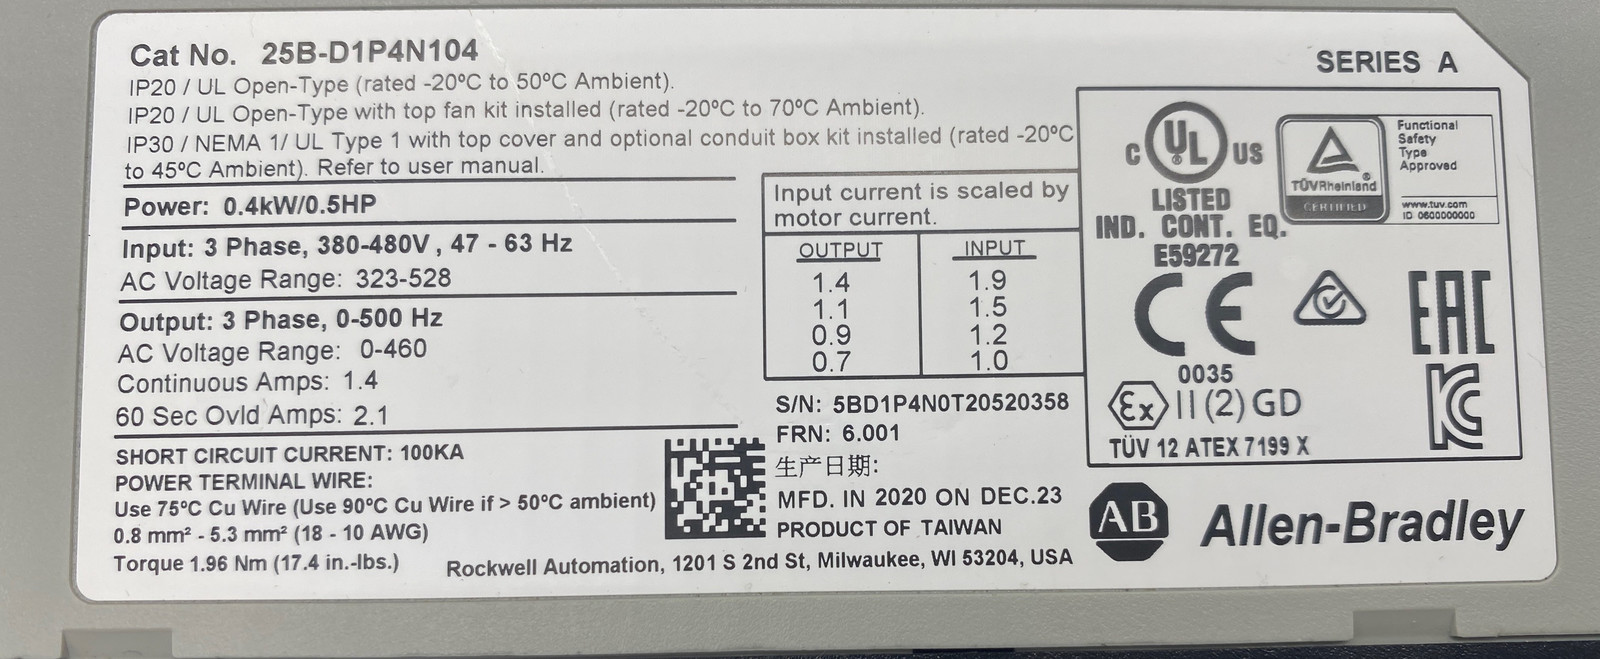 Cat No. 25B-D1P4N104
SERIES A
IP20 / UL Open-Type (rated -20ºC to 50ºC Ambient).
IP20 / UL Open-Type with top fan kit installed (rated -20ºC to 70ºC Ambient).
IP30 / NEMA 1/ UL Type 1 with top cover and optional conduit box kit installed (rated -20ºC
to 45ºC Ambient). Refer to user manual.
Power: 0.4kW/0.5HP
Input: 3 Phase, 380-480V , 47 - 63 Hz
AC Voltage Range: 323-528
Output: 3 Phase, 0-500 Hz
AC Voltage Range: 0-460
Continuous Amps: 1.4
60 Sec Ovld Amps: 2.1
SHORT CIRCUIT CURRENT: 100KA
POWER TERMINAL WIRE:
Use 75ºC Cu Wire (Use 90ºC Cu Wire if > 50ºC ambient)
0.8 mm² - 5.3 mm² (18 - 10 AWG)
Torque 1.96 Nm (17.4 in.-lbs.)
Input current is scaled by
motor current.
OUTPUT INPUT
1.4 1.9
1.1 1.5
0.9 1.2
0.7 1.0
S/N: 5BD1P4N0T20520358
FRN: 6.001
生产日期:
MFD. IN 2020 ON DEC.23
PRODUCT OF TAIWAN
Rockwell Automation, 1201 S 2nd St, Milwaukee, WI 53204, USA
C UL ® US
LISTED
IND. CONT. EQ.
E59272
TÜVRheinland ®
CERTIFIED
Functional
Safety
Type
Approved
www.tuv.com
ID 0600000000
CE
0035
EAC
Ex II (2) GD
KC
TÜV 12 ATEX 7199 X
AB Allen-Bradley